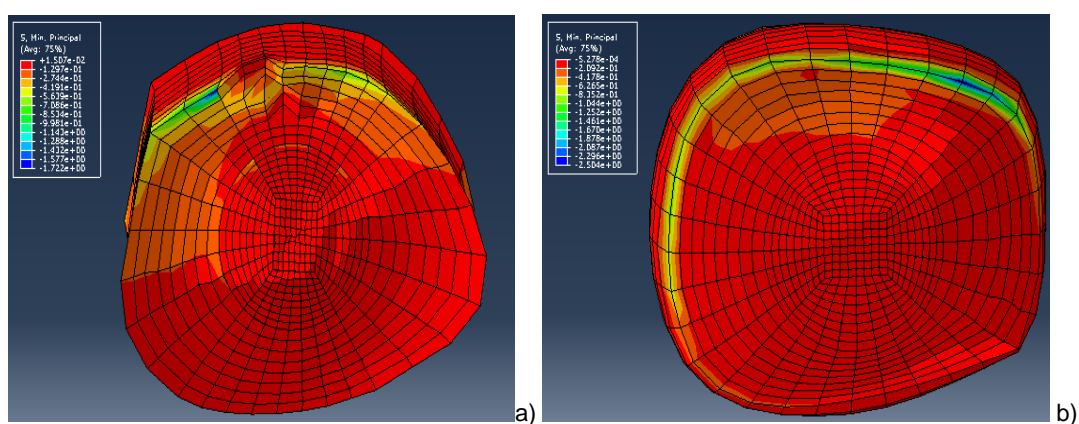 S, Min. Principal
(Avg: 75%)
+1.507e-02
-1.297e-01
-2.744e-01
-4.191e-01
-5.639e-01
-7.086e-01
-8.534e-01
-9.981e-01
-1.143e+00
-1.288e+00
-1.432e+00
-1.577e+00
-1.722e+00
a)
S, Min. Principal
(Avg: 75%)
-5.278e-04
-2.092e-01
-4.178e-01
-6.265e-01
-8.352e-01
-1.044e+00
-1.252e+00
-1.461e+00
-1.670e+00
-1.878e+00
-2.087e+00
-2.296e+00
-2.504e+00
b)